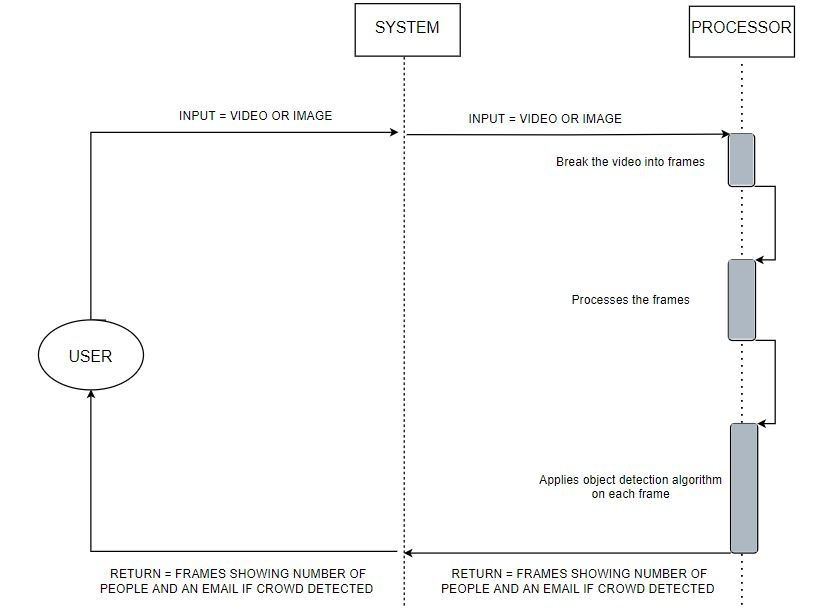 SYSTEM
PROCESSOR
INPUT = VIDEO OR IMAGE
INPUT = VIDEO OR IMAGE
Break the video into frames
Processes the frames
USER
Applies object detection algorithm
on each frame
RETURN = FRAMES SHOWING NUMBER OF
PEOPLE AND AN EMAIL IF CROWD DETECTED
RETURN = FRAMES SHOWING NUMBER OF
PEOPLE AND AN EMAIL IF CROWD DETECTED